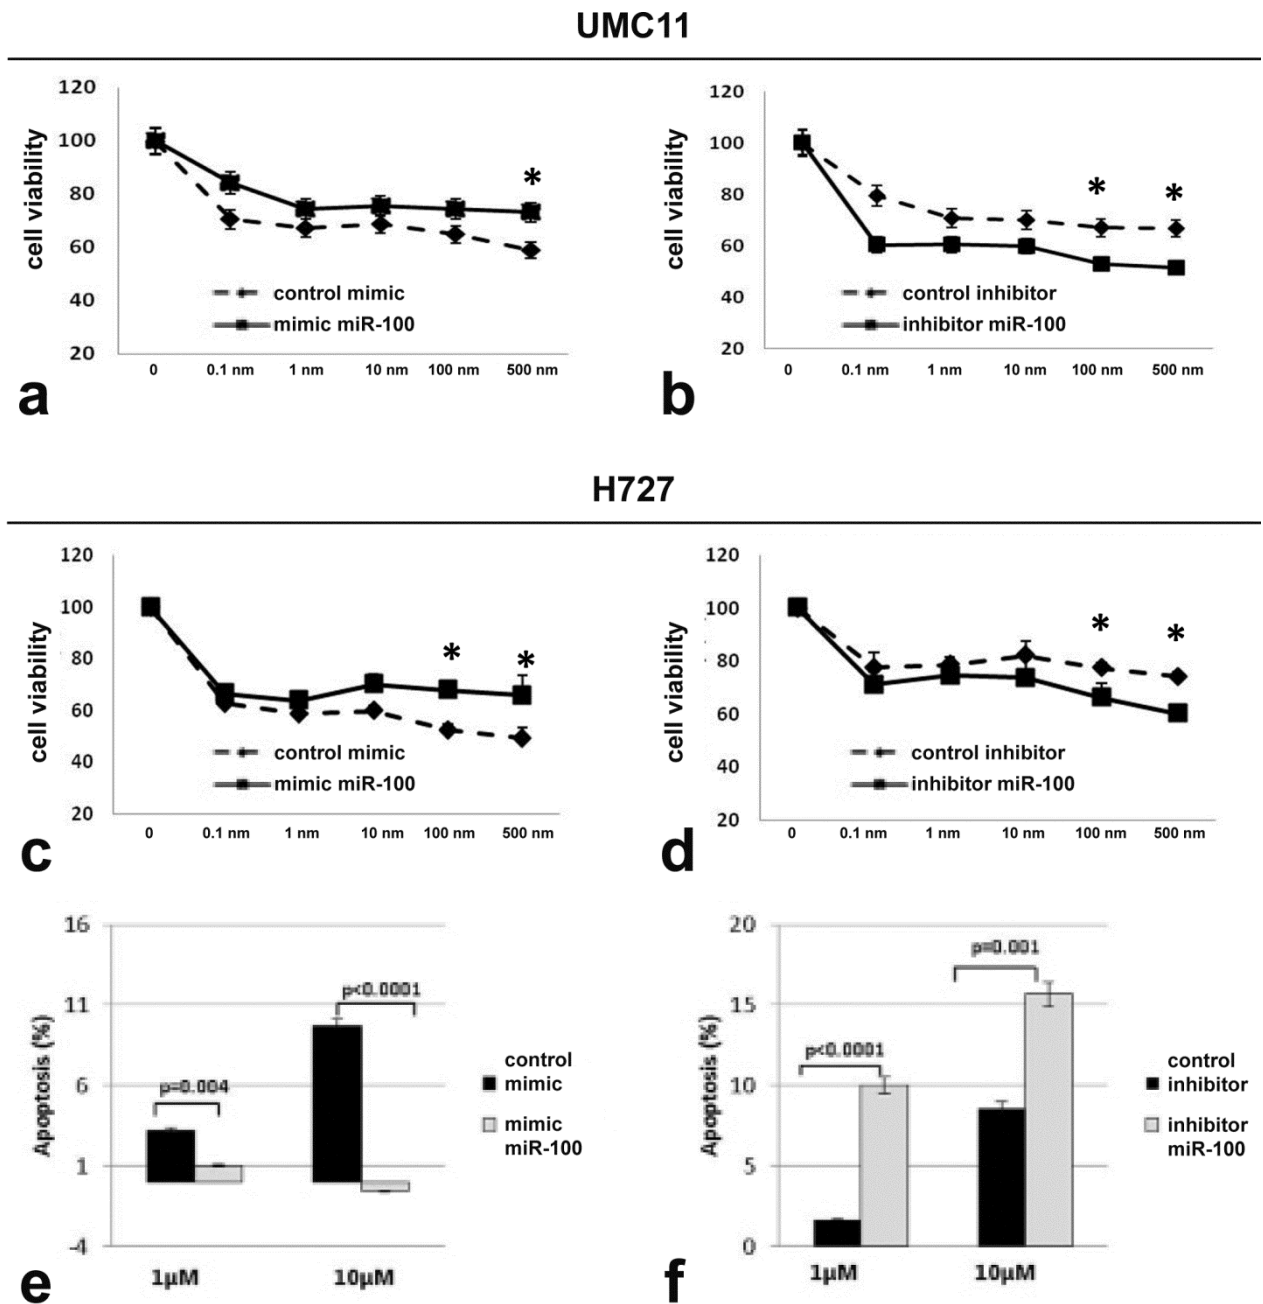 UMC11
120
100
80
60
40
20
cell viability
*
control mimic
mimic miR-100
0 0.1 nm 1 nm 10 nm 100 nm 500 nm
a
120
100
80
60
40
20
cell viability
* *
control inhibitor
inhibitor miR-100
0 0.1 nm 1 nm 10 nm 100 nm 500 nm
b
H727
120
100
80
60
40
20
cell viability
* *
control mimic
mimic miR-100
0 0.1 nm 1 nm 10 nm 100 nm 500 nm
c
120
100
80
60
40
20
cell viability
* *
control inhibitor
inhibitor miR-100
0 0.1 nm 1 nm 10 nm 100 nm 500 nm
d
16
11
6
1
-4
Apoptosis (%)
p=0.004
p<0.0001
control
mimic
mimic
miR-100
1µM 10µM
e
20
15
10
5
0
Apoptosis (%)
p<0.0001
p=0.001
control
inhibitor
inhibitor
miR-100
1µM 10µM
f